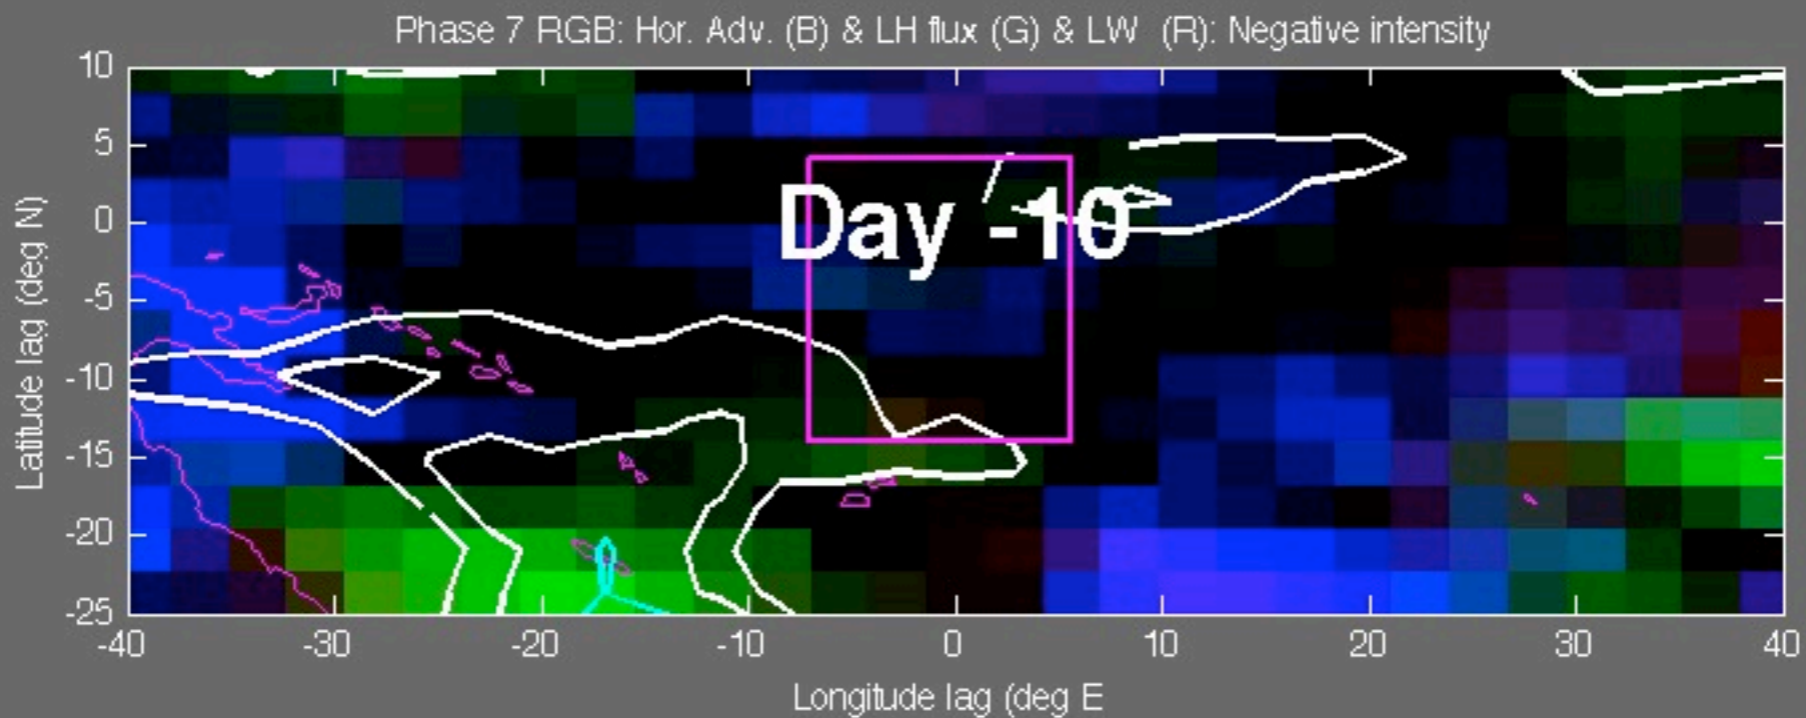 Phase 7 RGB: Hor. Adv. (B) & LH flux (G) & LW (R): Negative intensity
10
5
0
-5
-10
-15
-20
-25
Latitude lag (deg N)
Day -10
-40 -30 -20 -10 0 10 20 30 40
Longitude lag (deg E